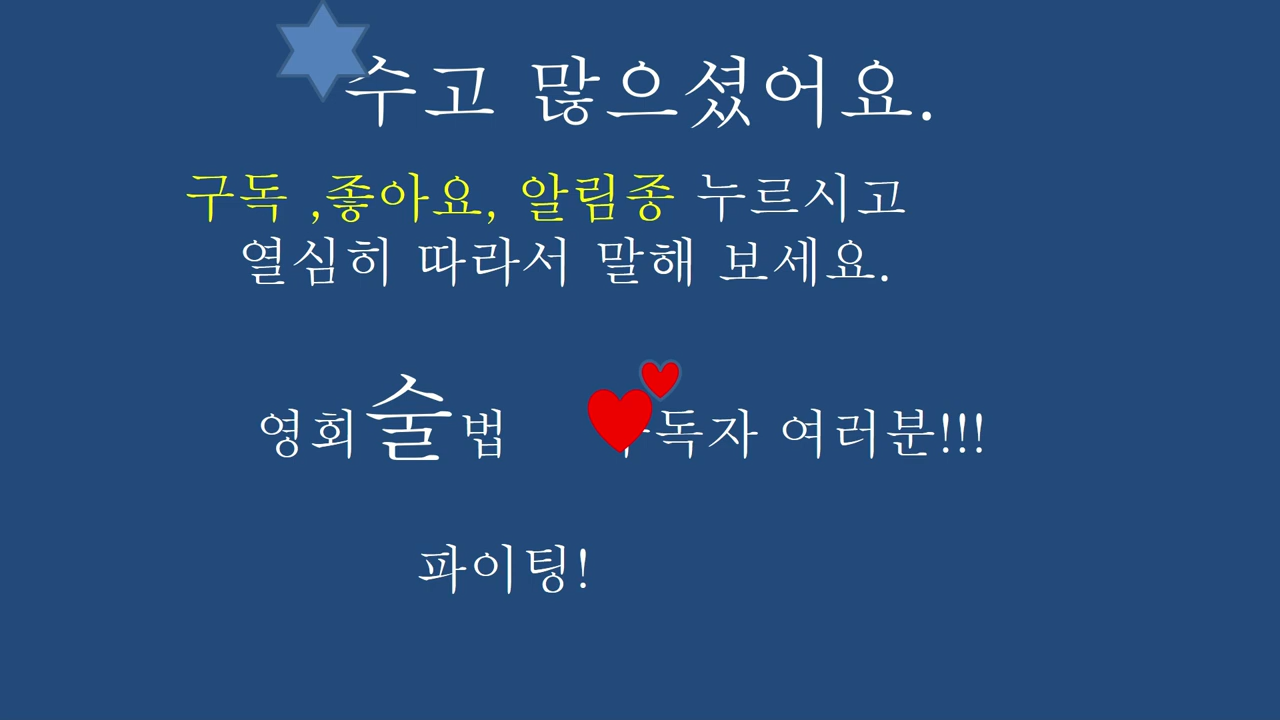 수고 많으셨어요.
구독 ,좋아요, 알림종 누르시고
열심히 따라서 말해 보세요.
영회술법 구독자 여러분!!!
파이팅!